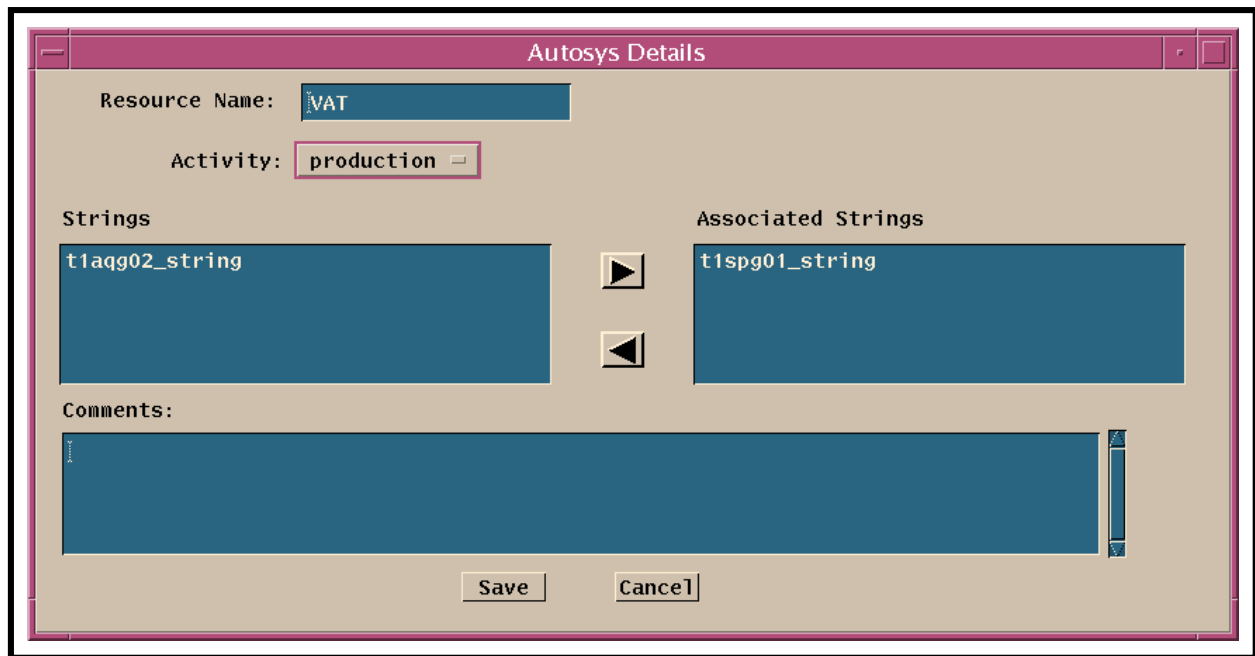 Autosys Details
Resource Name: VAT
Activity: production
Strings
Associated Strings
t1aqg02_string
t1spg01_string
Comments:
Save Cancel